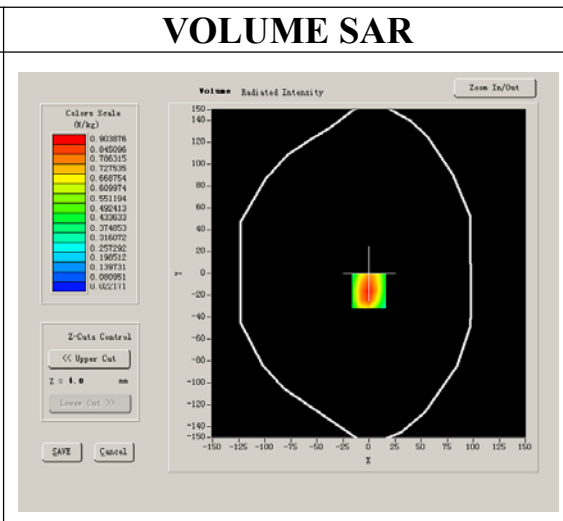 VOLUME SAR
Volume Radiated Intensity
Zoom In/Out
Colors Scale
(W/kg)
0.903876
0.845096
0.786315
0.727535
0.668754
0.609974
0.551194
0.492413
0.433633
0.374853
0.316072
0.257292
0.198512
0.139731
0.080951
0.022171
150
140
120
100
80
60
40
20
0
-20
-40
-60
-80
-100
-120
-140
-150
Y
-150 -125 -100 -75 -50 -25 0 25 50 75 100 125 150
X
Z-Cuts Control
<< Upper Cut
Z = 4.0 mm
Lower Cut >>
SAVE Cancel